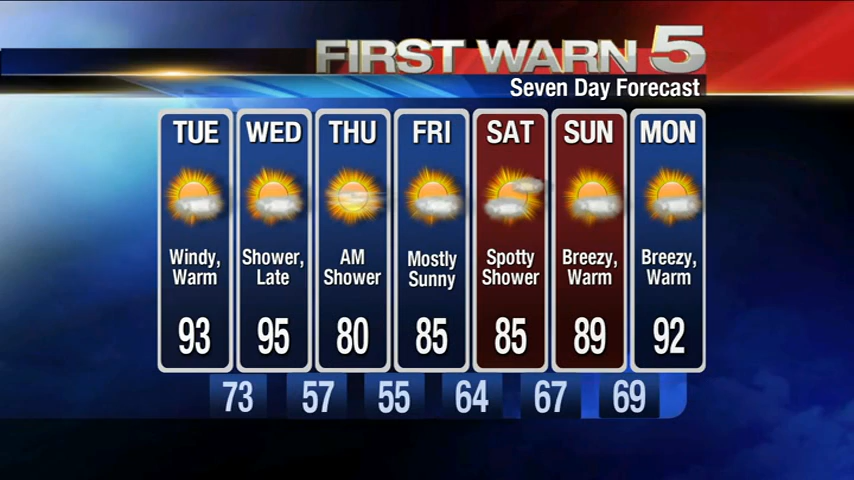 FIRST WARN 5
Seven Day Forecast
TUE WED THU FRI SAT SUN MON
Windy, Shower, AM Mostly Spotty Breezy, Breezy,
Warm Late Shower Sunny Shower Warm Warm
93 95 80 85 85 89 92
73 57 55 64 67 69